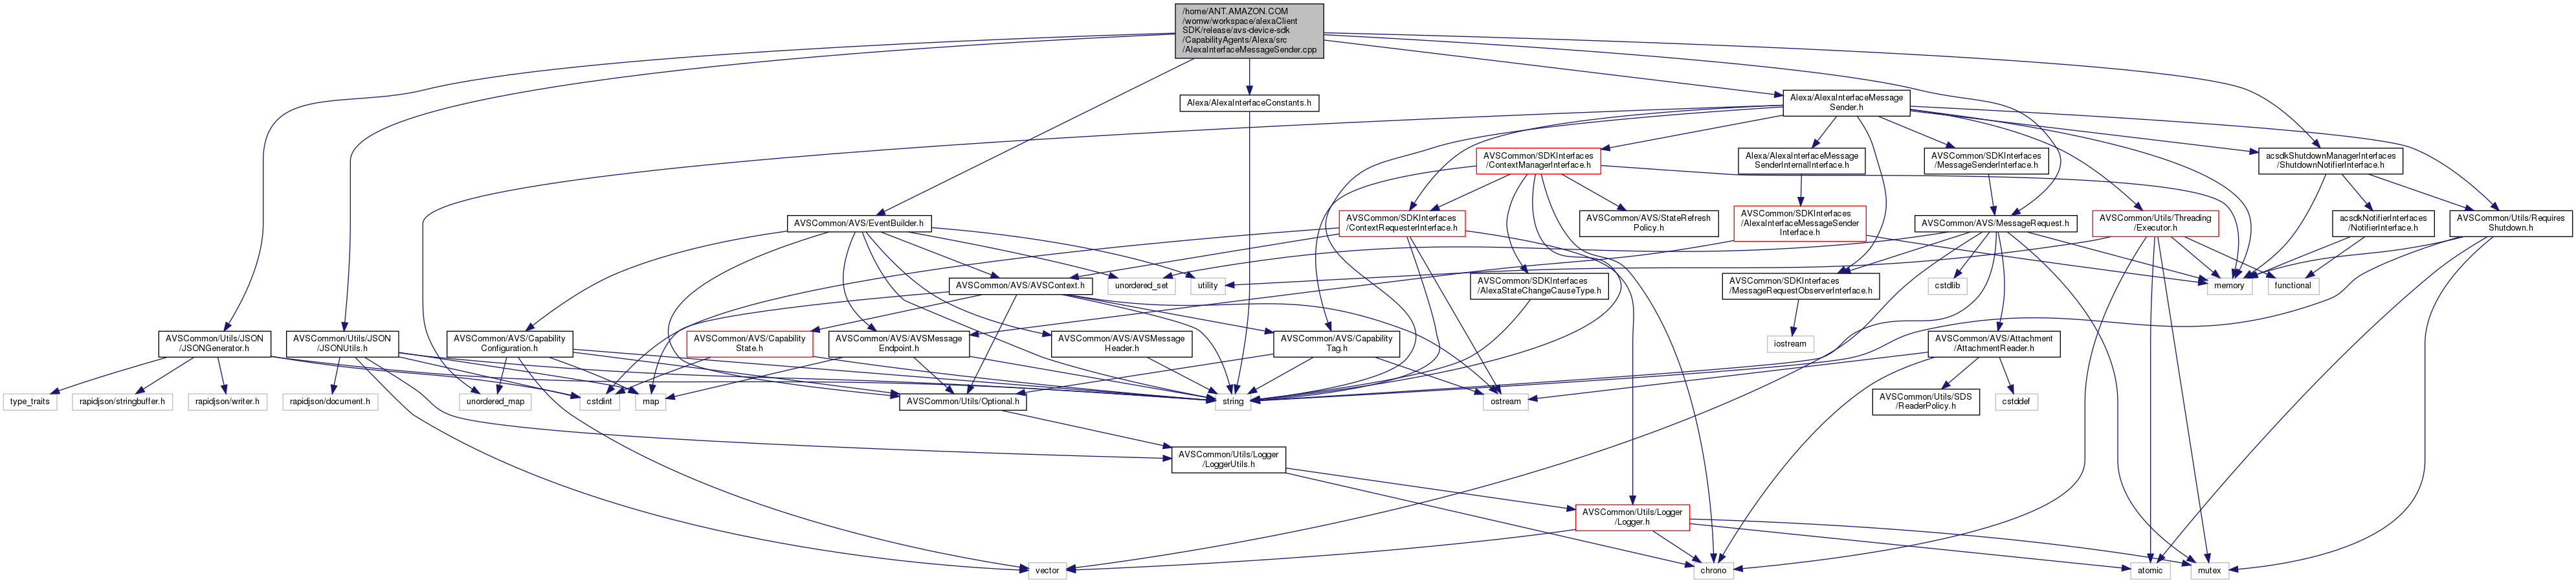 /home/ANT.AMAZON.COM
/womw/workspace/alexaClient
SDK/release/avs-device-sdk
/CapabilityAgents/Alexa/src
/AlexaInterfaceMessageSender.cpp
Alexa/AlexaInterfaceConstants.h
Alexa/AlexaInterfaceMessage
Sender.h
AVSCommon/SDKInterfaces
/ContextManagerInterface.h
Alexa/AlexaInterfaceMessage
SenderInternalInterface.h
AVSCommon/SDKInterfaces
/MessageSenderInterface.h
acsdkShutdownManagerInterfaces
/ShutdownNotifierInterface.h
AVSCommon/AVS/EventBuilder.h
AVSCommon/SDKInterfaces
/ContextRequesterInterface.h
AVSCommon/AVS/StateRefresh
Policy.h
AVSCommon/SDKInterfaces
/AlexaInterfaceMessageSender
Interface.h
AVSCommon/AVS/MessageRequest.h
AVSCommon/Utils/Threading
/Executor.h
acsdkNotifierInterfaces
/NotifierInterface.h
AVSCommon/Utils/Requires
Shutdown.h
AVSCommon/AVS/AVSContext.h
unordered_set
utility
AVSCommon/SDKInterfaces
/AlexaStateChangeCauseType.h
AVSCommon/SDKInterfaces
/MessageRequestObserverInterface.h
cstdlib
memory
functional
AVSCommon/Utils/JSON
/JSONGenerator.h
AVSCommon/Utils/JSON
/JSONUtils.h
AVSCommon/AVS/Capability
Configuration.h
AVSCommon/AVS/Capability
State.h
AVSCommon/AVS/AVSMessage
Endpoint.h
AVSCommon/AVS/AVSMessage
Header.h
AVSCommon/AVS/Capability
Tag.h
iostream
AVSCommon/AVS/Attachment
/AttachmentReader.h
type_traits
rapidjson/stringbuffer.h
rapidjson/writer.h
rapidjson/document.h
unordered_map
cstdint
map
AVSCommon/Utils/Optional.h
string
ostream
AVSCommon/Utils/SDS
/ReaderPolicy.h
cstddef
AVSCommon/Utils/Logger
/LoggerUtils.h
AVSCommon/Utils/Logger
/Logger.h
vector
chrono
atomic
mutex